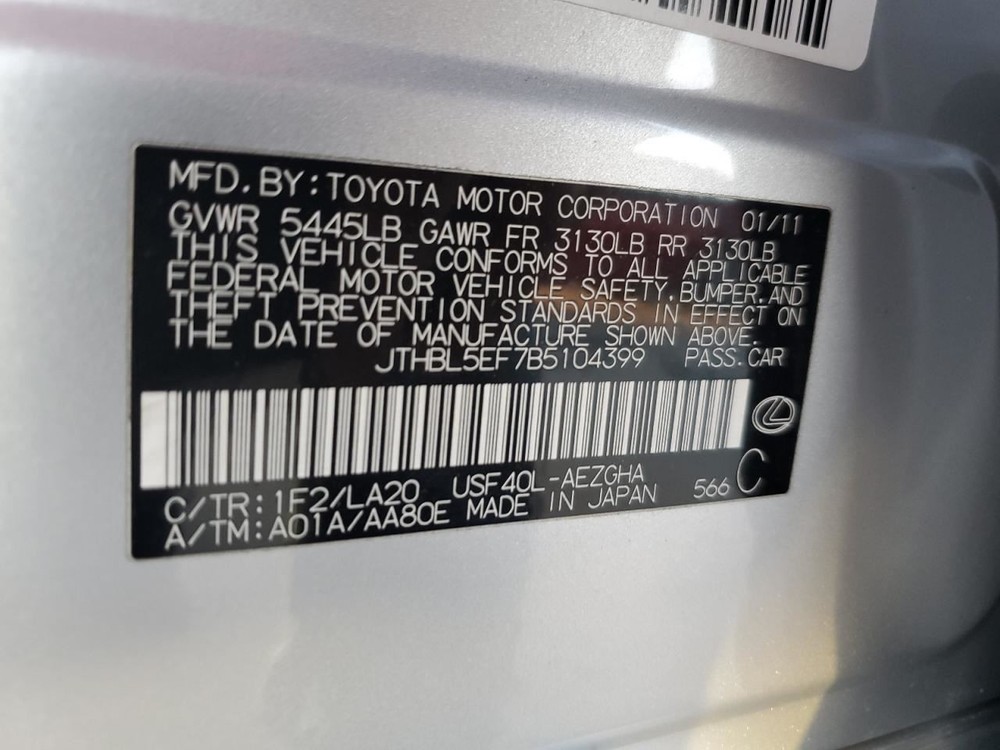 MFD. BY: TOYOTA MOTOR CORPORATION 01/11
GVWR 5445LB GAWR FR 3130LB RR 3130LB
THIS VEHICLE CONFORMS TO ALL APPLICABLE
FEDERAL MOTOR VEHICLE SAFETY, BUMPER, AND
THEFT PREVENTION STANDARDS IN EFFECT ON
THE DATE OF MANUFACTURE SHOWN ABOVE.
JTHBL5EF7B5104399 PASS. CAR
C/TR: 1F2/LA20 USF40L-AEZGHA
A/TM: A01A/AA80E MADE IN JAPAN 566 C